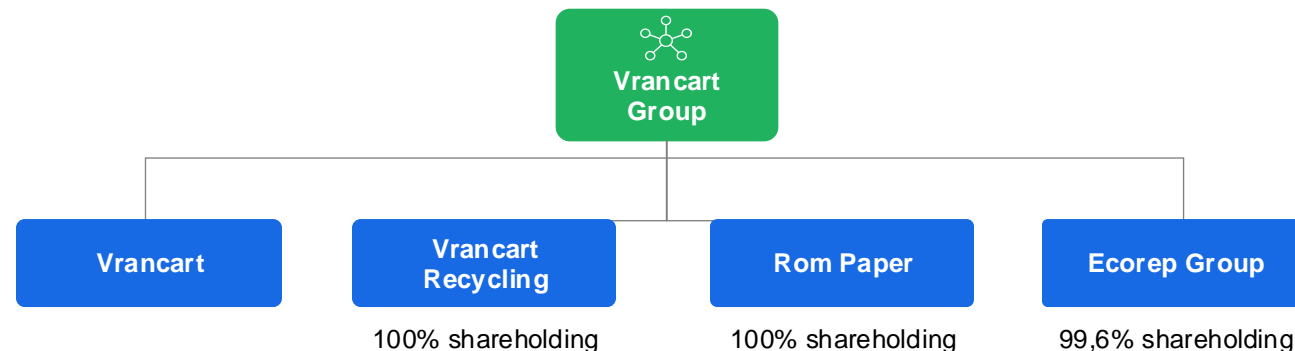 Vrancart
Group
Vrancart
Vrancart
Recycling
Rom Paper
Ecorep Group
100% shareholding
100% shareholding
99,6% shareholding